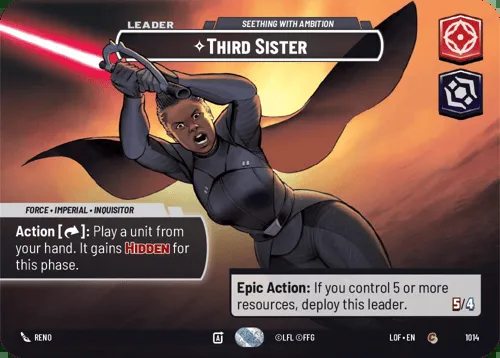 LEADER
SEETHING WITH AMBITION
THIRD SISTER
FORCE • IMPERIAL • INQUISITOR
Action [ ]: Play a unit from
your hand. It gains HIDDEN for
this phase.
Epic Action: If you control 5 or more
resources, deploy this leader.
5/4
RENO
A
©LFL ©FFG
LOF • EN
C
1014